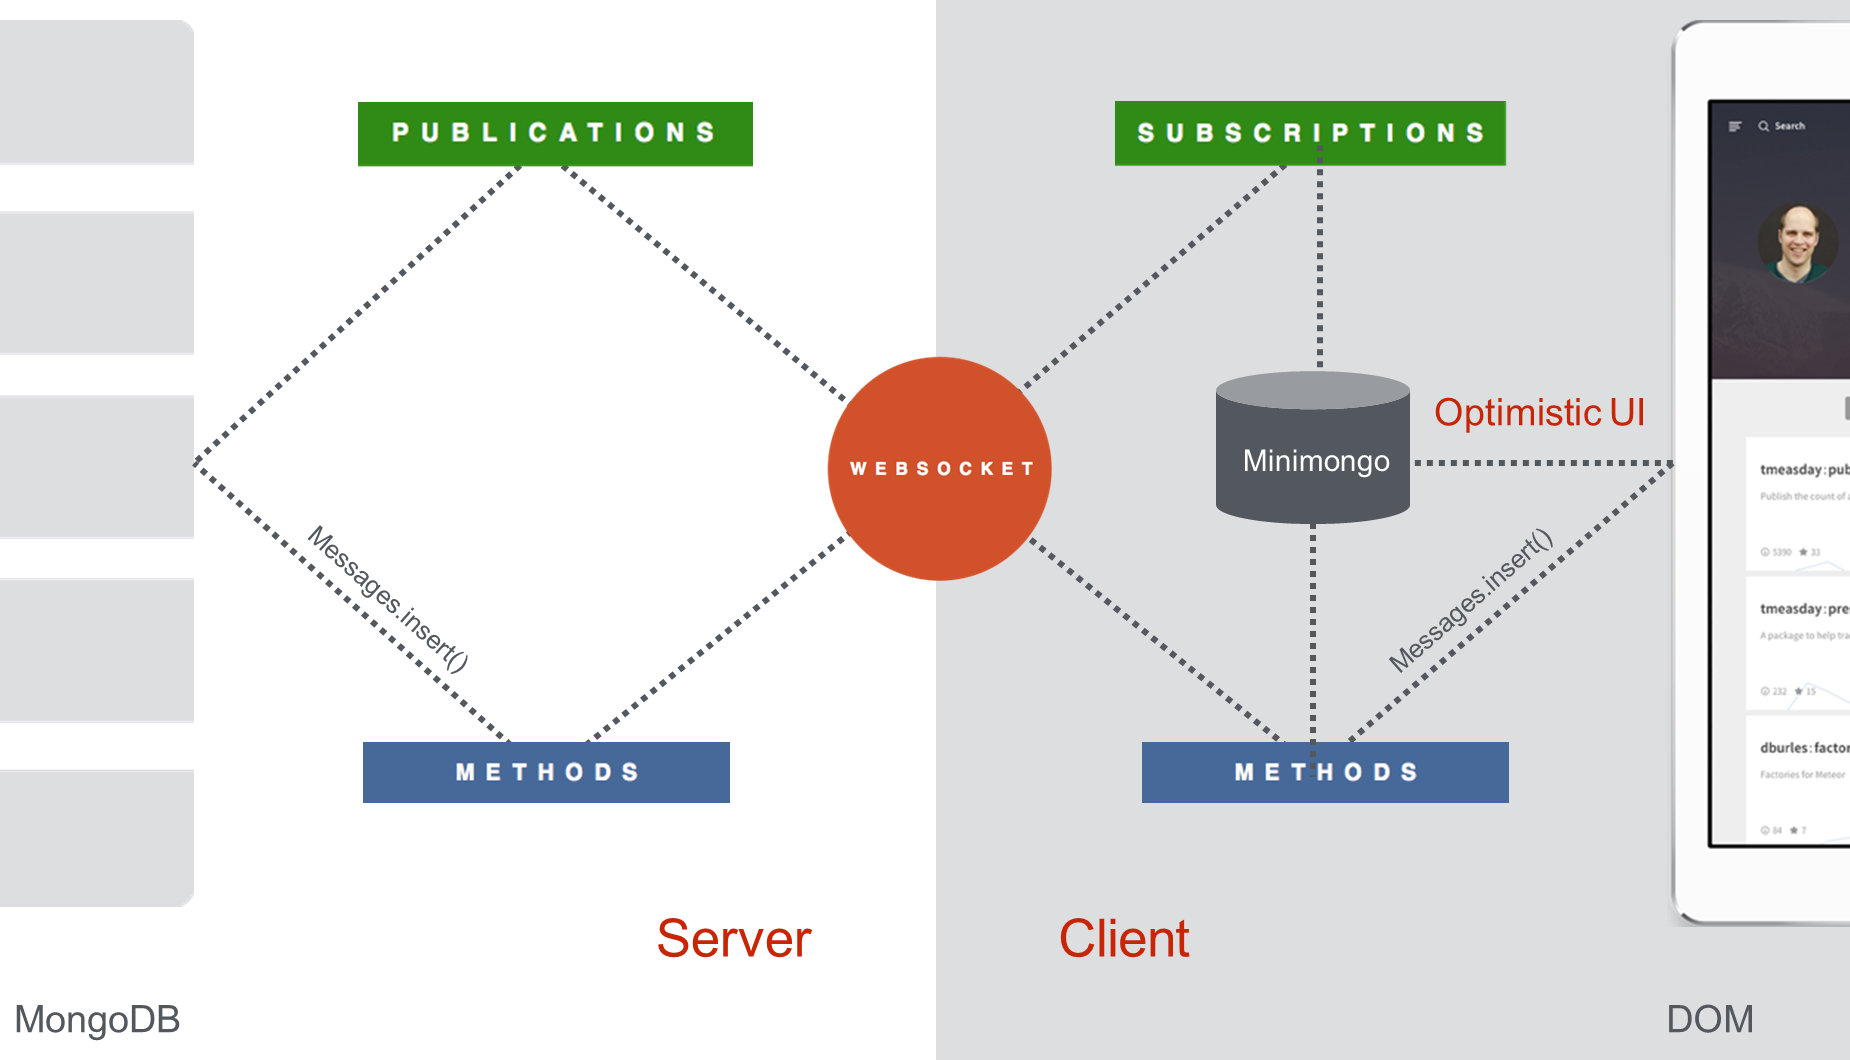 PUBLICATIONS
SUBSCRIPTIONS
Search
WEBSOCKET
Minimongo
Optimistic UI
Messages.insert()
Messages.insert()
METHODS
METHODS
tmeasday:pub
Publish the count of a
5390 33
tmeasday:pre
A package to help tra
232 15
dburles:factor
Factories for Meteor
84 7
Server
Client
MongoDB
DOM